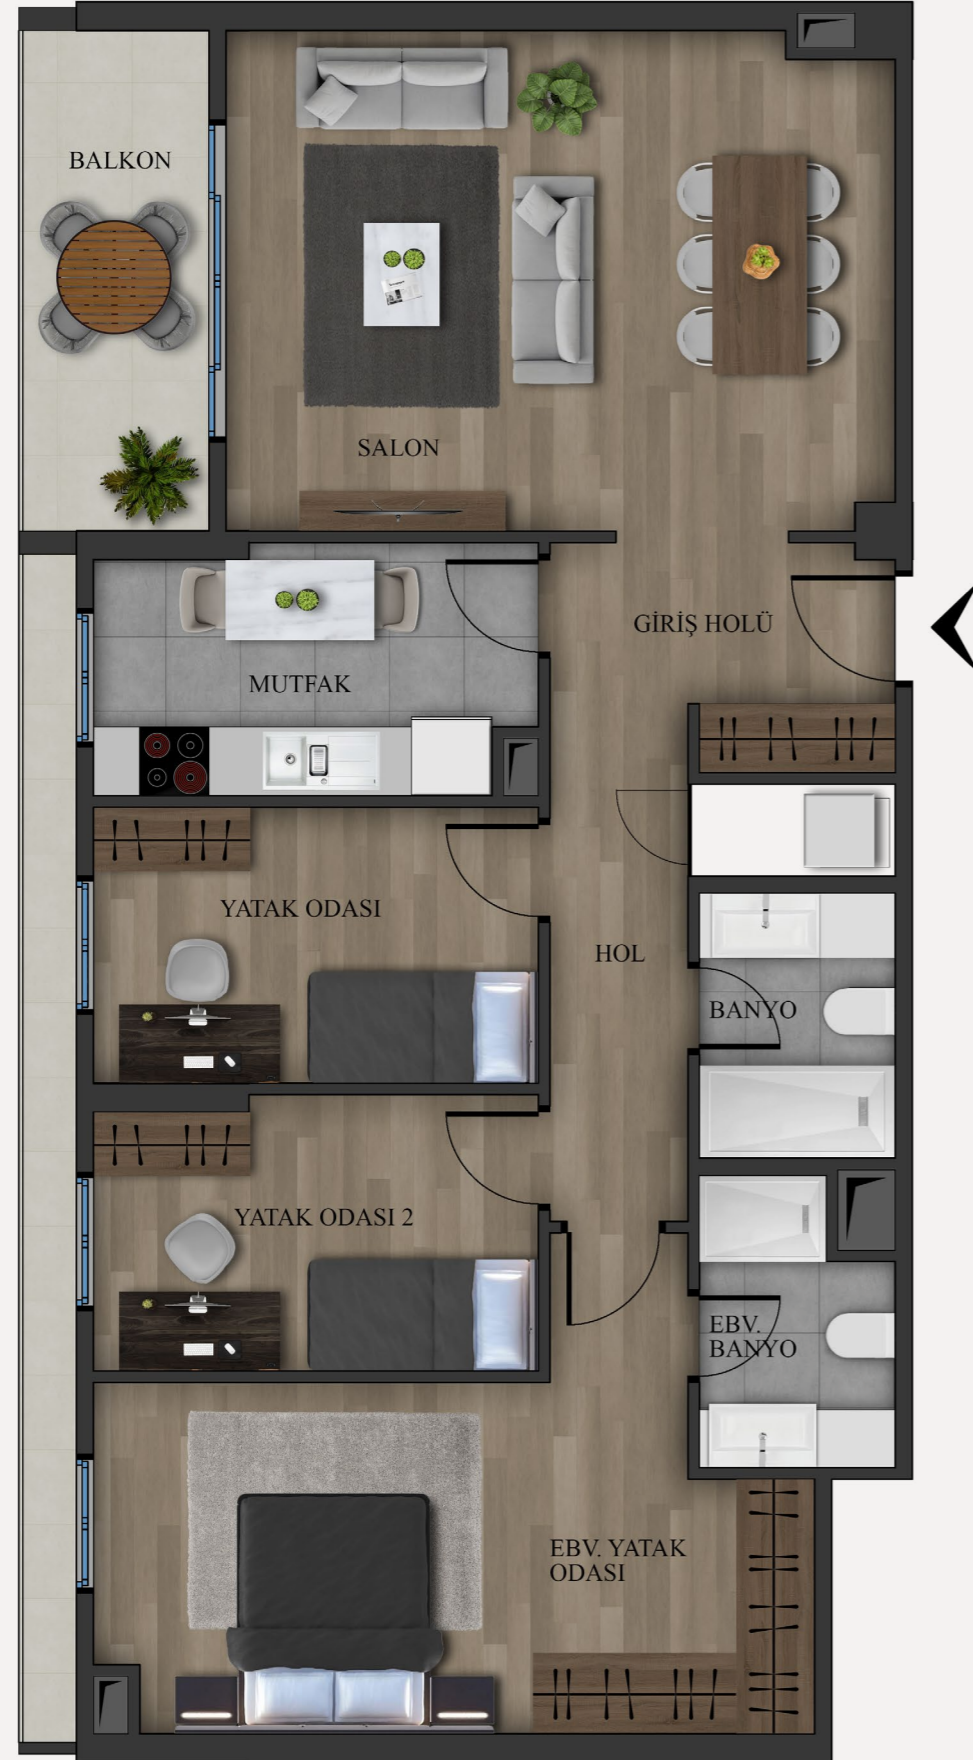 BALKON
SALON
GİRİŞ HOLÜ
MUTFAK
YATAK ODASI
HOL
BANYO
YATAK ODASI 2
EBV.
BANYO
EBV. YATAK
ODASI